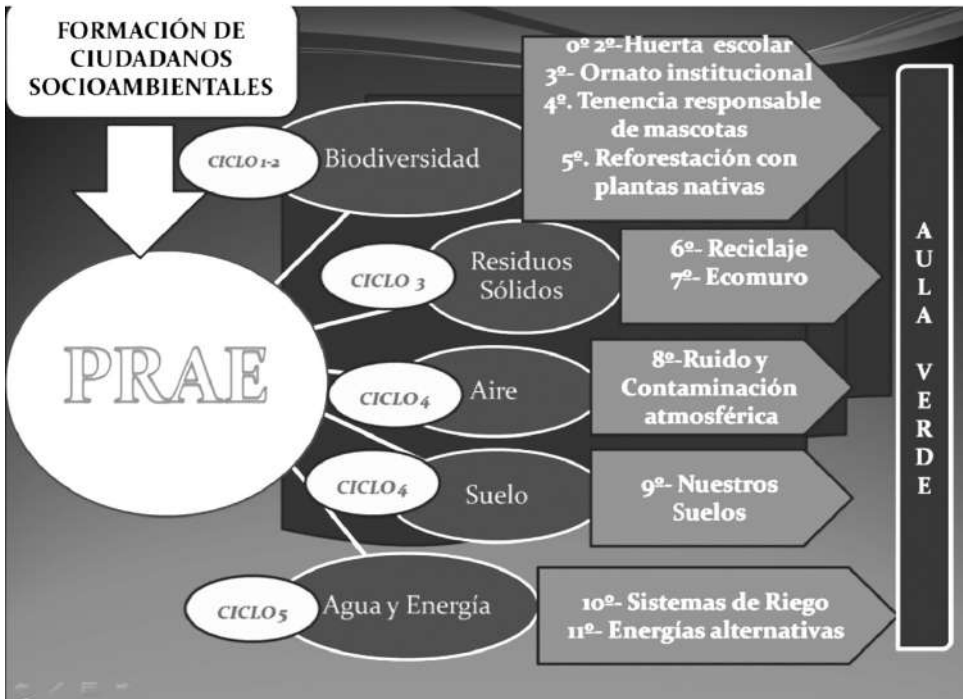 FORMACIÓN DE
CIUDADANOS
SOCIOAMBIENTALES
PRAE
CICLO 1-2
Biodiversidad
0º 2º-Huerta escolar
3º- Ornato institucional
4º. Tenencia responsable
de mascotas
5º. Reforestación con
plantas nativas
CICLO 3
Residuos
Sólidos
6º- Reciclaje
7º- Ecomuro
CICLO 4
Aire
8º-Ruido y
Contaminación
atmosférica
CICLO 4
Suelo
9º- Nuestros
Suelos
CICLO 5
Agua y Energía
10º- Sistemas de Riego
11º- Energías alternativas
AULA VERDE